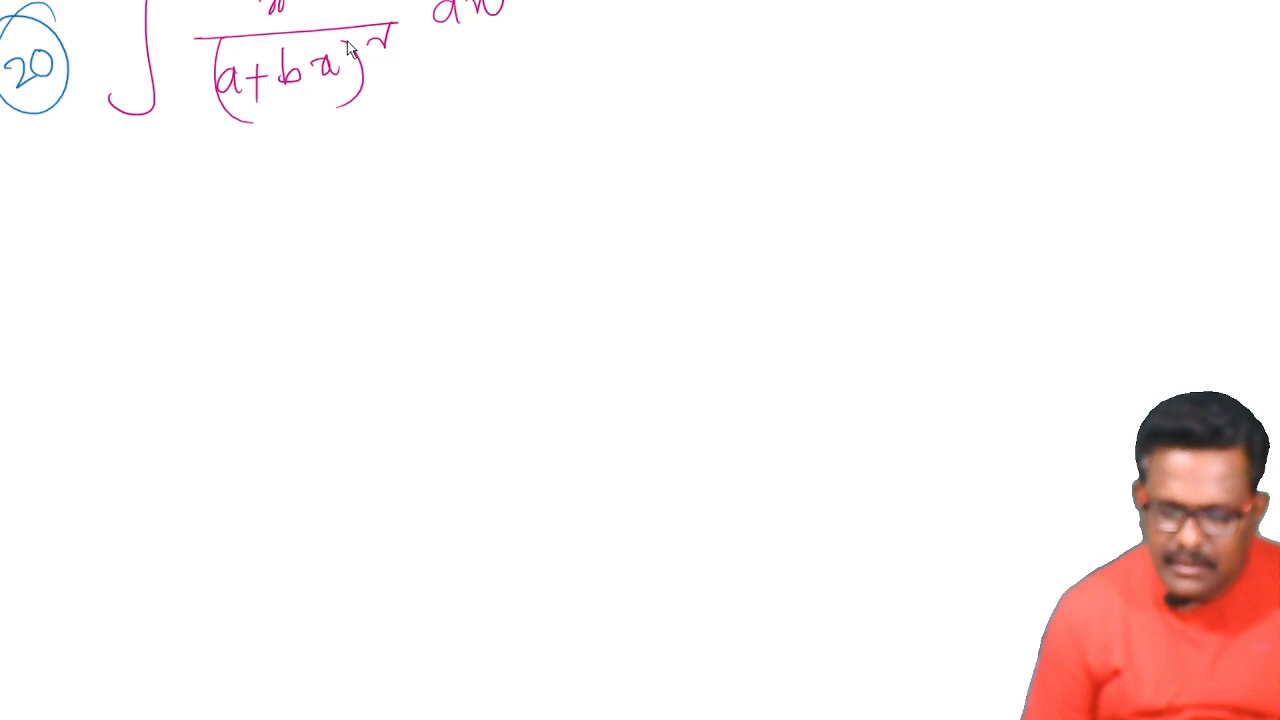 20 ∫ x / (a+bx)² dx